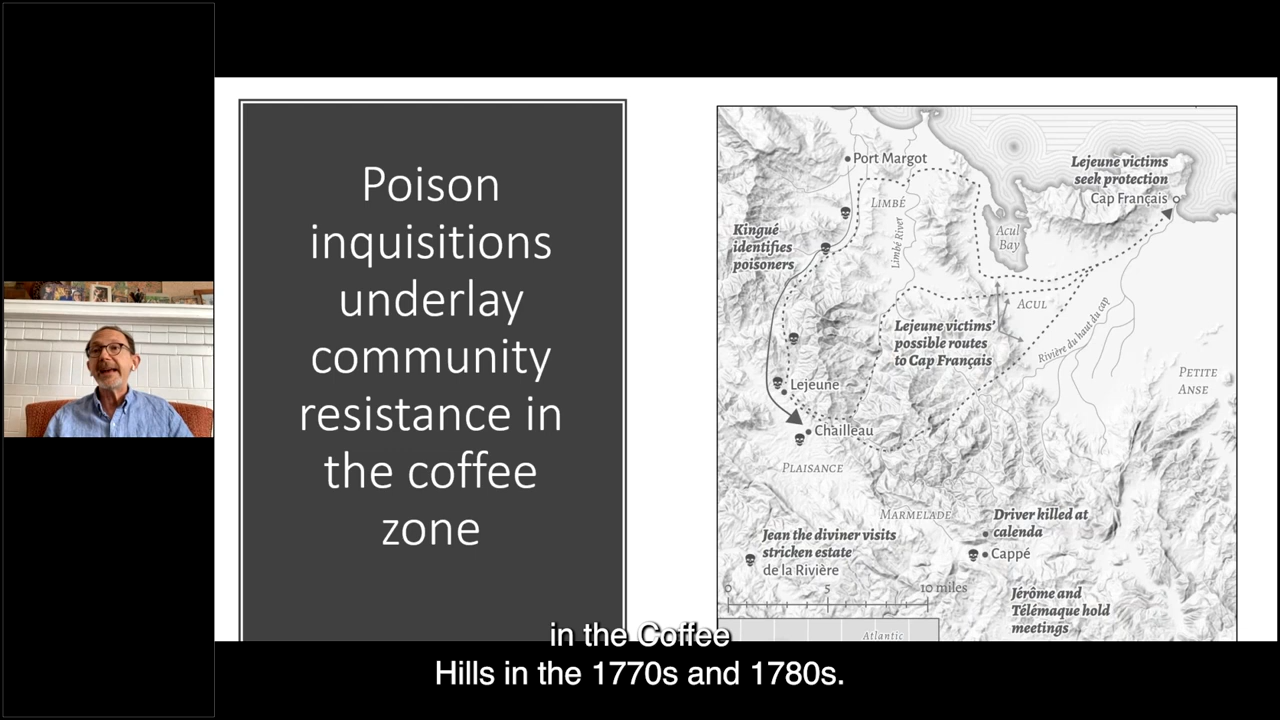 Poison
inquisitions
underlay
community
resistance in
the coffee
zone
Port Margot
Lejeune victims
seek protection
Cap Français
LIMBÉ
Limbé River
Acul
Bay
Kingué
identifies
poisoners
ACUL
Lejeune victims'
possible routes
to Cap Français
Rivière du haut du cap
PETITE
ANSE
Lejeune
Chailleau
PLAISANCE
MARMELADE
Driver killed at
calenda
Cappé
Jean the diviner visits
stricken estate
de la Rivière
0 5 10 miles
Jérôme and
Télémaque hold
meetings
Atlantic
in the Coffee
Hills in the 1770s and 1780s.